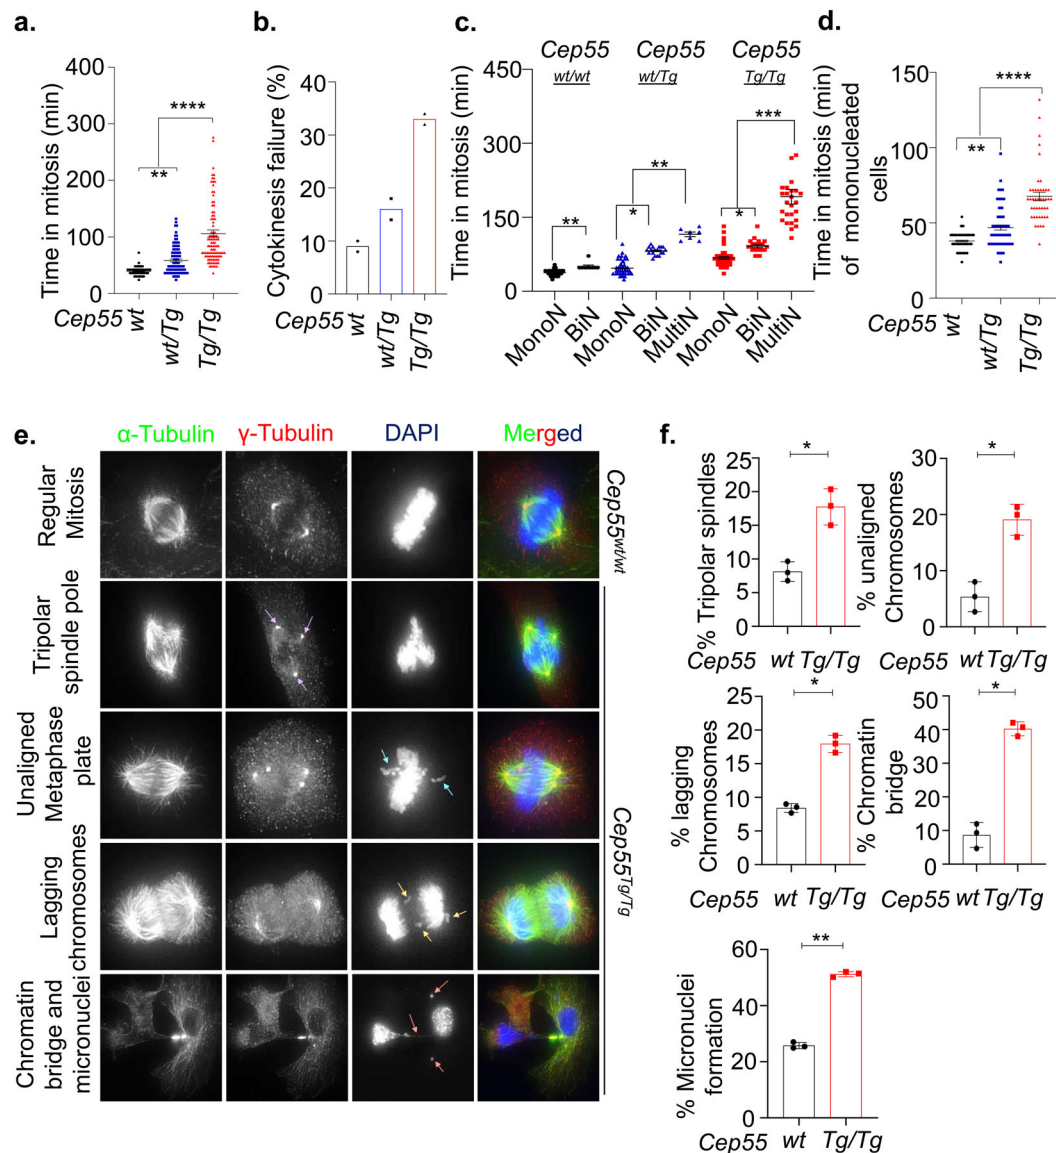 a.
Time in mitosis (min)
400
300
200
100
0
****
**
Cep55
wt
wt/Tg
Tg/Tg
b.
Cytokinesis failure (%)
40
30
20
10
0
Cep55
wt
wt/Tg
Tg/Tg
c.
Time in mitosis (min)
450
300
150
0
Cep55
wt/wt
Cep55
wt/Tg
Cep55
Tg/Tg
**
*
**
*
***
MonoN
BiN
MonoN
BiN
MultiN
MonoN
BiN
MultiN
d.
Time in mitosis (min)
of mononucleated
cells
150
100
50
0
****
**
Cep55
wt
wt/Tg
Tg/Tg
e.
α-Tubulin
γ-Tubulin
DAPI
Merged
Regular
Mitosis
Tripolar
spindle pole
Unaligned
Metaphase
plate
Lagging
chromosomes
Chromatin
bridge and
micronuclei
Cep55wt/wt
Cep55Tg/Tg
f.
% Tripolar spindles
25
20
15
10
5
0
*
Cep55 wt Tg/Tg
% unaligned
Chromosomes
25
20
15
10
5
0
*
Cep55 wt Tg/Tg
% lagging
Chromosomes
25
20
15
10
5
0
*
Cep55 wt Tg/Tg
% Chromatin
bridge
50
40
30
20
10
0
*
Cep55 wt Tg/Tg
% Micronuclei
formation
60
40
20
0
**
Cep55 wt Tg/Tg